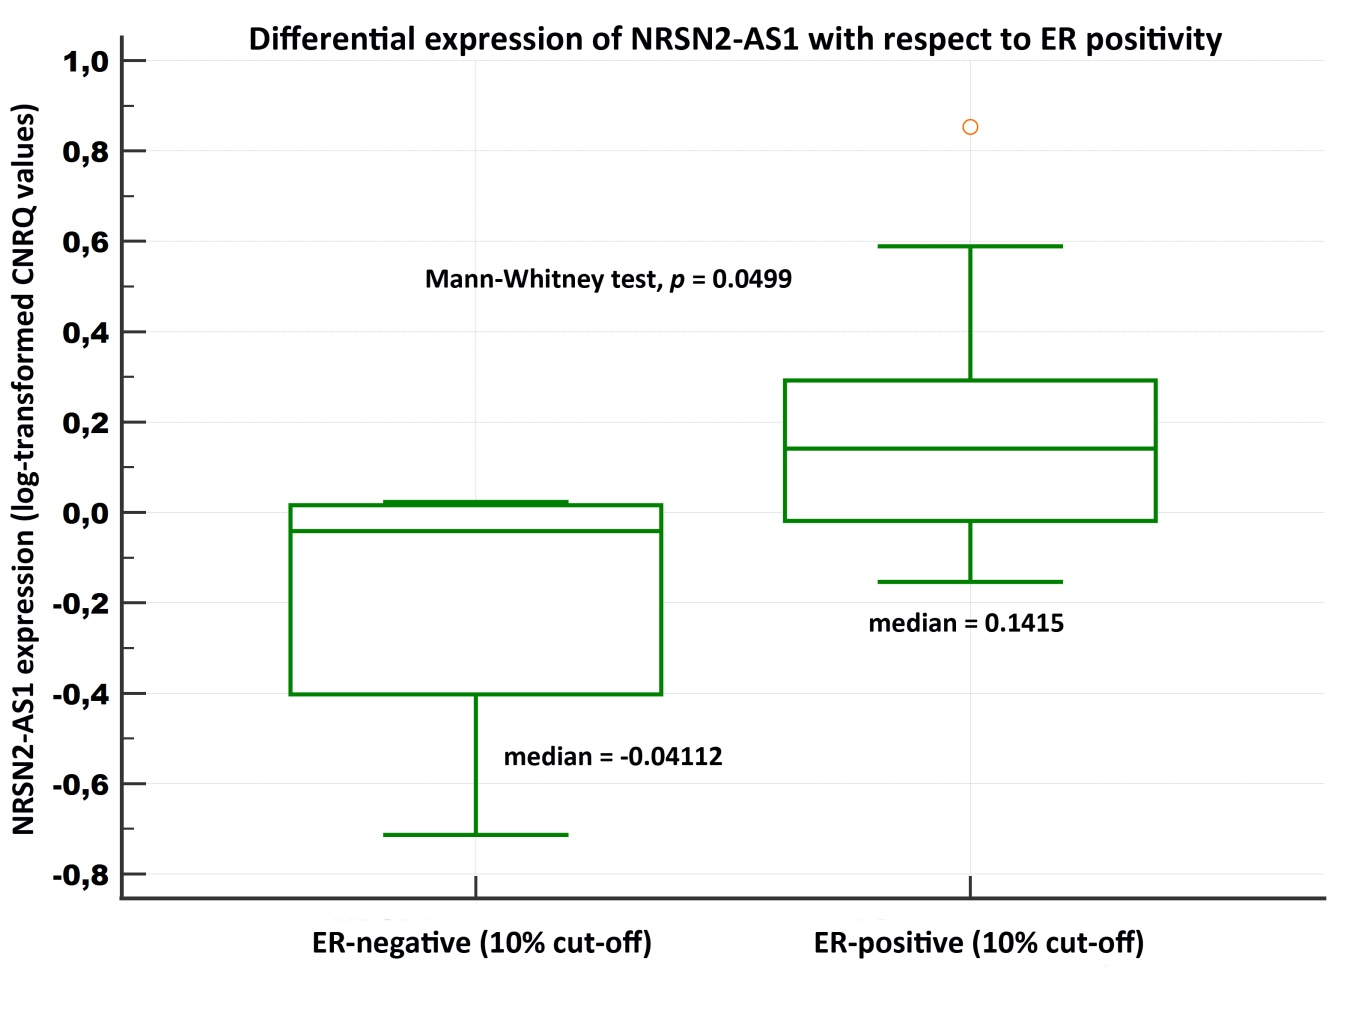 Differential expression of NRSN2-AS1 with respect to ER positivity
NRSN2-AS1 expression (log-transformed CNRQ values)
1,0
0,8
0,6
0,4
0,2
0,0
-0,2
-0,4
-0,6
-0,8
Mann-Whitney test, p = 0.0499
median = 0.1415
median = -0.04112
ER-negative (10% cut-off)
ER-positive (10% cut-off)